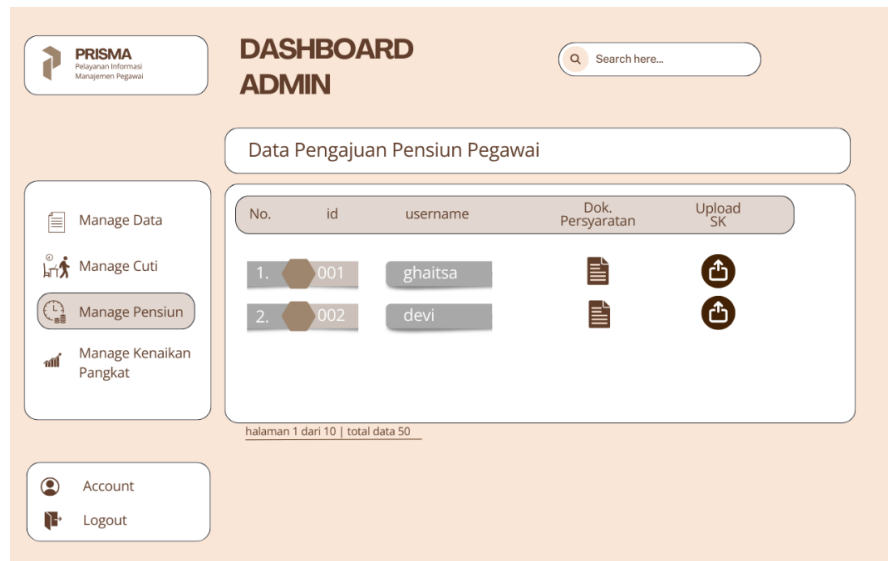 PRISMA
Pelayanan Informasi
Manajemen Pegawai
DASHBOARD
ADMIN
Search here...
Data Pengajuan Pensiun Pegawai
Manage Data
Manage Cuti
Manage Pensiun
Manage Kenaikan
Pangkat
No. id username Dok. Persyaratan Upload SK
1. 001 ghaitsa
2. 002 devi
halaman 1 dari 10 | total data 50
Account
Logout